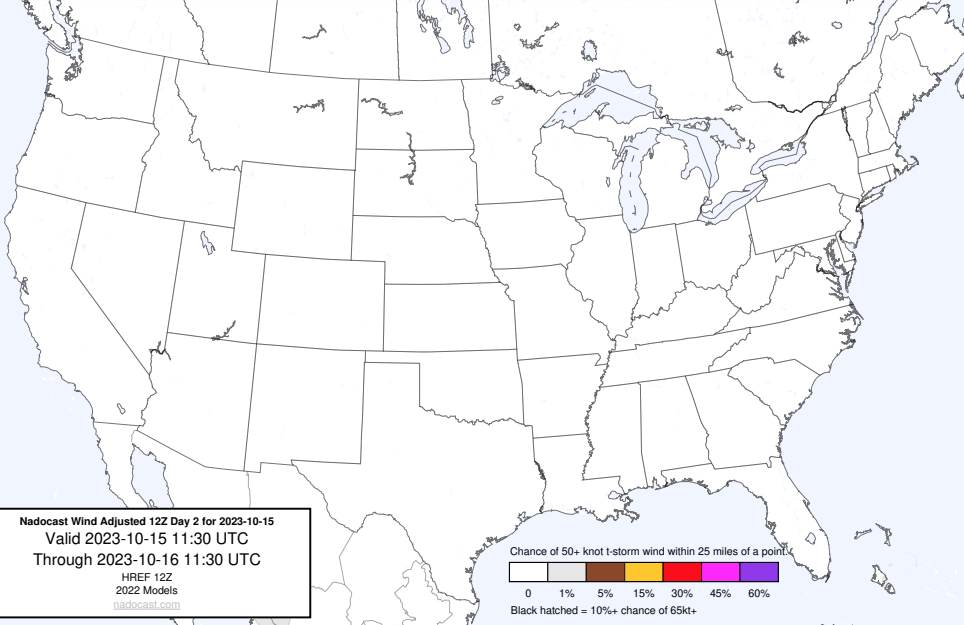 Nadocast Wind Adjusted 12Z Day 2 for 2023-10-15
Valid 2023-10-15 11:30 UTC
Through 2023-10-16 11:30 UTC
HREF 12Z
2022 Models
nadocast.com
Chance of 50+ knot t-storm wind within 25 miles of a point.
0 1% 5% 15% 30% 45% 60%
Black hatched = 10%+ chance of 65kt+